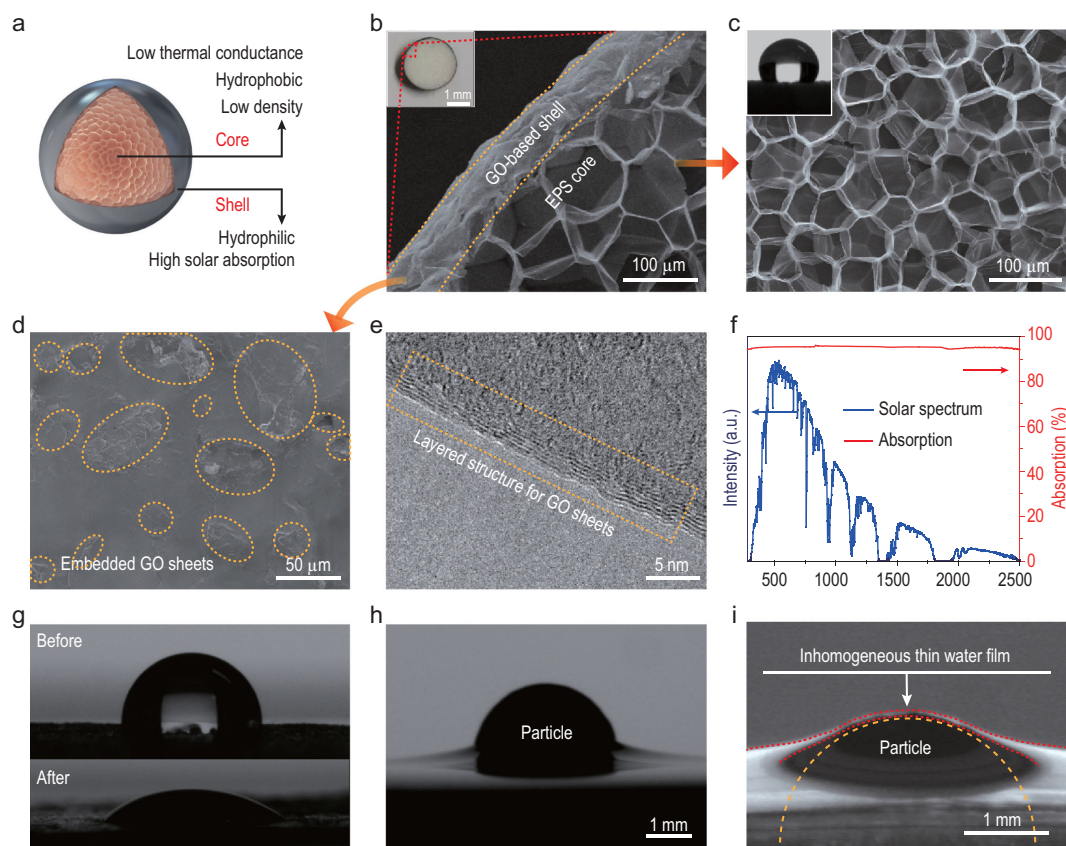 a
Low thermal conductance
Hydrophobic
Low density
Core
Shell
Hydrophilic
High solar absorption
b
1 mm
GO-based shell
EPS core
100 μm
c
100 μm
d
Embedded GO sheets
50 μm
e
Layered structure for GO sheets
5 nm
f
100
80
60
40
20
0
Solar spectrum
Absorption
Intensity (a.u.)
Absorption (%)
500
1000
1500
2000
2500
g
Before
After
h
Particle
1 mm
i
Inhomogeneous thin water film
Particle
1 mm